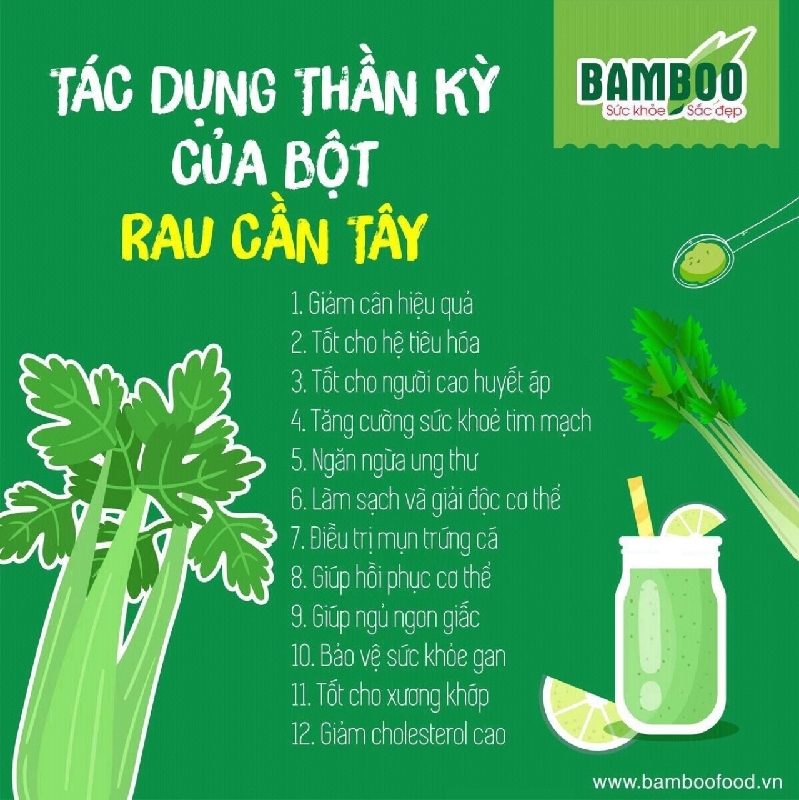 TÁC DỤNG THẦN KỲ
CỦA BỘT
RAU CẦN TÂY
BAMBOO
Sức khỏe Sắc đẹp
1. Giảm cân hiệu quả
2. Tốt cho hệ tiêu hóa
3. Tốt cho người cao huyết áp
4. Tăng cường sức khoẻ tim mạch
5. Ngăn ngừa ung thư
6. Làm sạch và giải độc cơ thể
7. Điều trị mụn trứng cá
8. Giúp hồi phục cơ thể
9. Giúp ngủ ngon giấc
10. Bảo vệ sức khỏe gan
11. Tốt cho xương khớp
12. Giảm cholesterol cao
www.bamboofood.vn